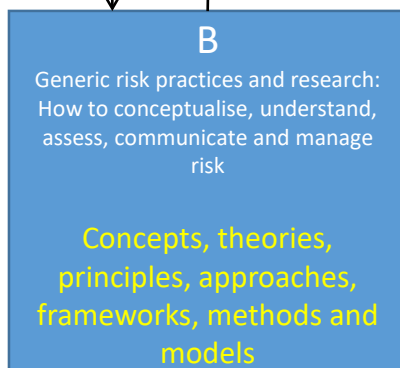 B
Generic risk practices and research:
How to conceptualise, understand,
assess, communicate and manage
risk
Concepts, theories,
principles, approaches,
frameworks, methods and
models